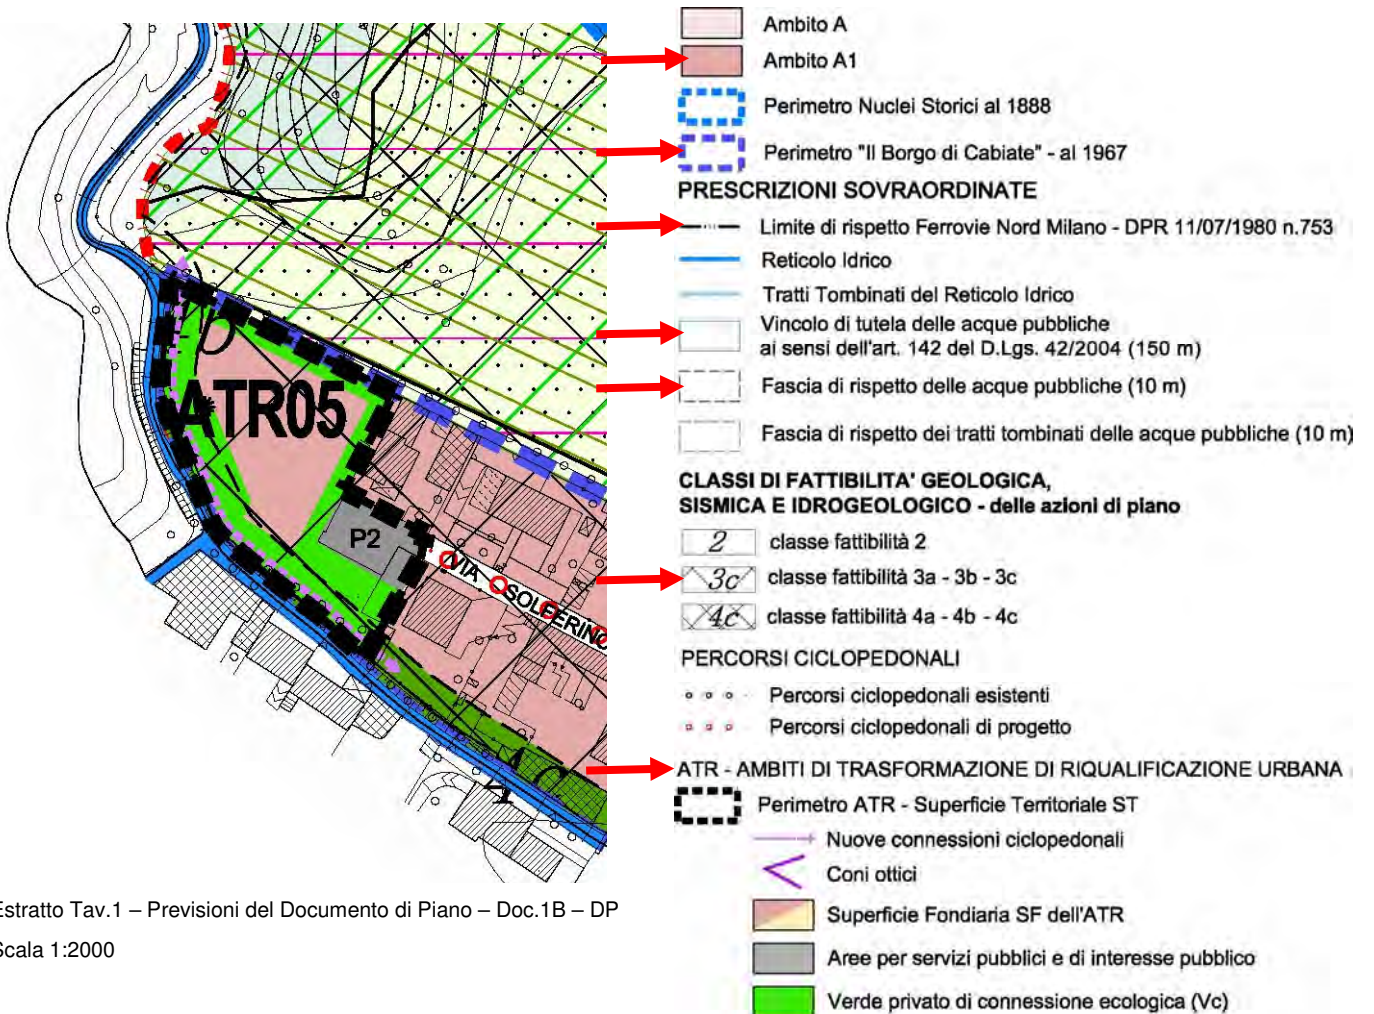 Ambito A
Ambito A1
Perimetro Nuclei Storici al 1888
Perimetro "Il Borgo di Cabiate" - al 1967
PRESCRIZIONI SOVRAORDINATE
Limite di rispetto Ferrovie Nord Milano - DPR 11/07/1980 n.753
Reticolo Idrico
Tratti Tombinati del Reticolo Idrico
Vincolo di tutela delle acque pubbliche
ai sensi dell'art. 142 del D.Lgs. 42/2004 (150 m)
Fascia di rispetto delle acque pubbliche (10 m)
Fascia di rispetto dei tratti tombinati delle acque pubbliche (10 m)
CLASSI DI FATTIBILITA' GEOLOGICA,
SISMICA E IDROGEOLOGICO - delle azioni di piano
2 classe fattibilità 2
3c classe fattibilità 3a - 3b - 3c
4c classe fattibilità 4a - 4b - 4c
PERCORSI CICLOPEDONALI
Percorsi ciclopedonali esistenti
Percorsi ciclopedonali di progetto
ATR - AMBITI DI TRASFORMAZIONE DI RIQUALIFICAZIONE URBANA
Perimetro ATR - Superficie Territoriale ST
Nuove connessioni ciclopedonali
Coni ottici
Superficie Fondiaria SF dell'ATR
Aree per servizi pubblici e di interesse pubblico
Verde privato di connessione ecologica (Vc)
ATR05
P2
VIA SOLFERINO
4c
Estratto Tav.1 – Previsioni del Documento di Piano – Doc.1B – DP
Scala 1:2000